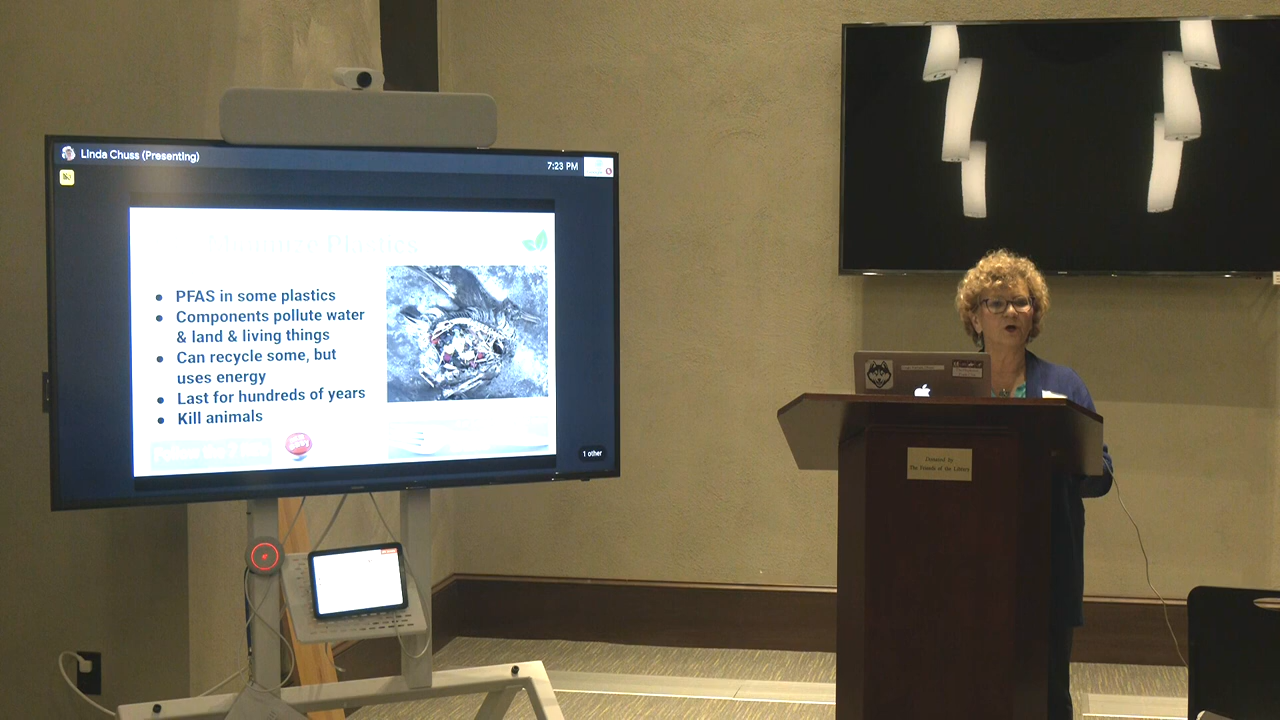 Linda Chuss (Presenting)
7:23 PM
Plastics
• PFAS in some plastics
• Components pollute water
& land & living things
• Can recycle some, but
uses energy
• Last for hundreds of years
• Kill animals
1 other
Donated by
The Friends of the Library